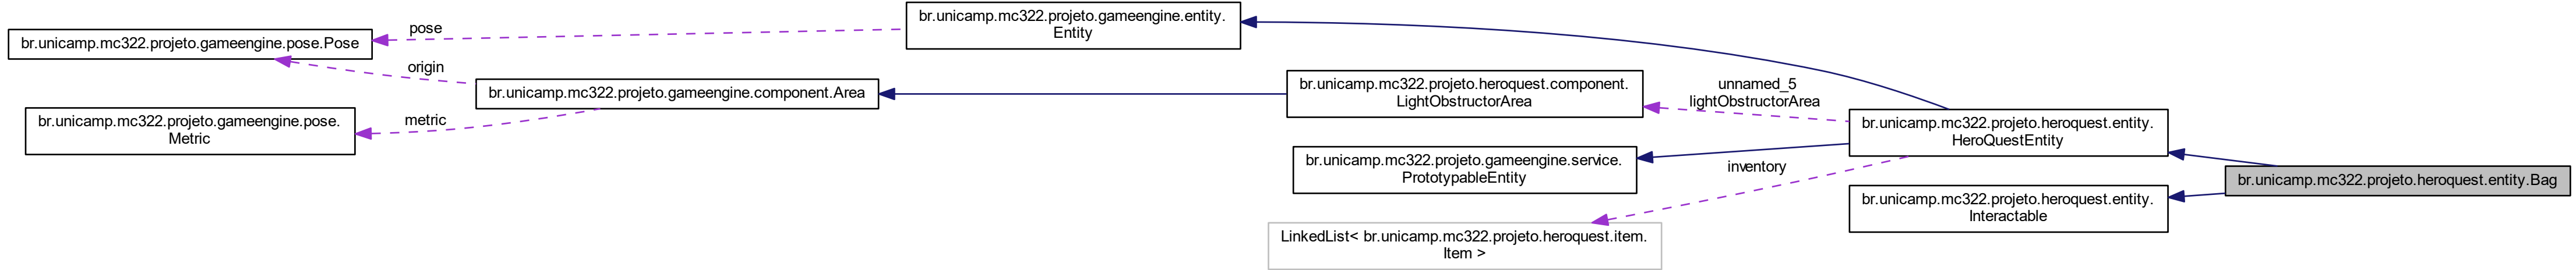 br.unicamp.mc322.projeto.gameengine.pose.Pose
br.unicamp.mc322.projeto.gameengine.pose.
Metric
pose
origin
metric
br.unicamp.mc322.projeto.gameengine.component.Area
br.unicamp.mc322.projeto.gameengine.entity.
Entity
br.unicamp.mc322.projeto.heroquest.component.
LightObstructorArea
br.unicamp.mc322.projeto.gameengine.service.
PrototypableEntity
LinkedList< br.unicamp.mc322.projeto.heroquest.item.
Item >
unnamed_5
lightObstructorArea
inventory
br.unicamp.mc322.projeto.heroquest.entity.
HeroQuestEntity
br.unicamp.mc322.projeto.heroquest.entity.
Interactable
br.unicamp.mc322.projeto.heroquest.entity.Bag